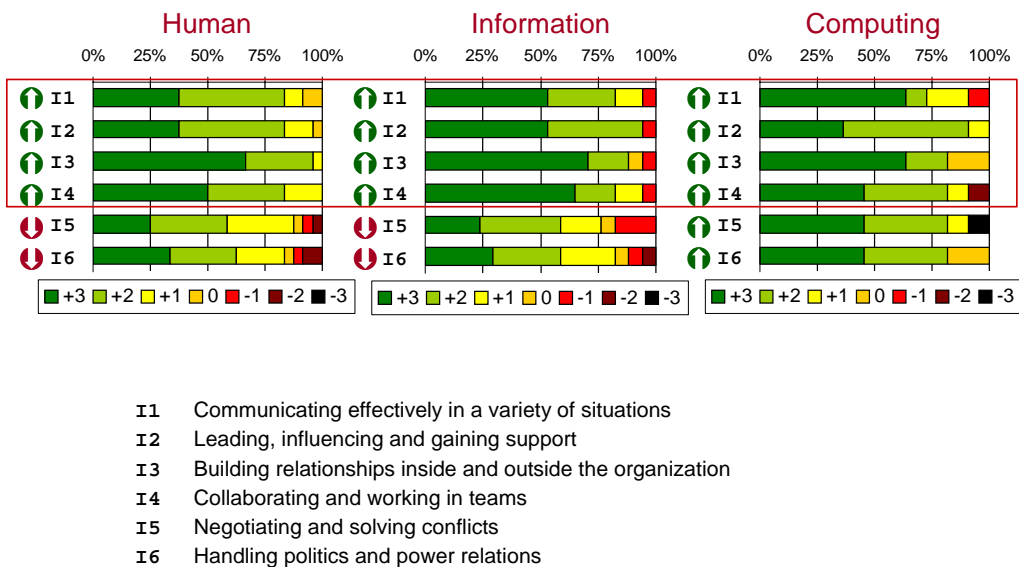 Human Information Computing
0% 25% 50% 75% 100% 0% 25% 50% 75% 100% 0% 25% 50% 75% 100%
I1 I1 I1
I2 I2 I2
I3 I3 I3
I4 I4 I4
I5 I5 I5
I6 I6 I6
+3 +2 +1 0 -1 -2 -3 +3 +2 +1 0 -1 -2 -3 +3 +2 +1 0 -1 -2 -3
I1 Communicating effectively in a variety of situations
I2 Leading, influencing and gaining support
I3 Building relationships inside and outside the organization
I4 Collaborating and working in teams
I5 Negotiating and solving conflicts
I6 Handling politics and power relations